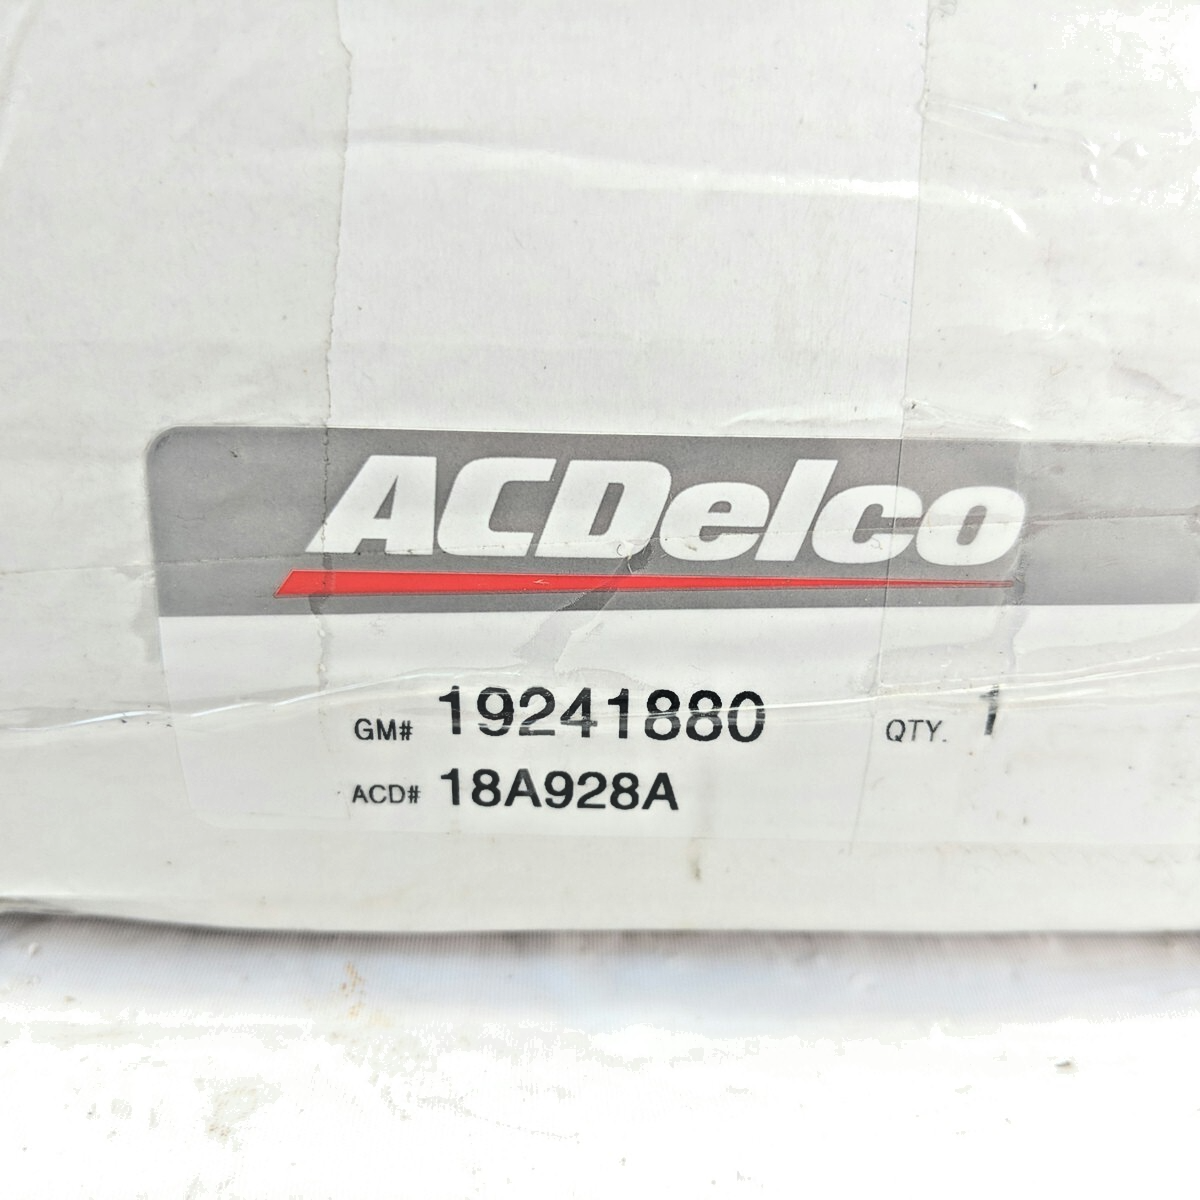 ACDelco
GM# 19241880 QTY. 1
ACD# 18A928A